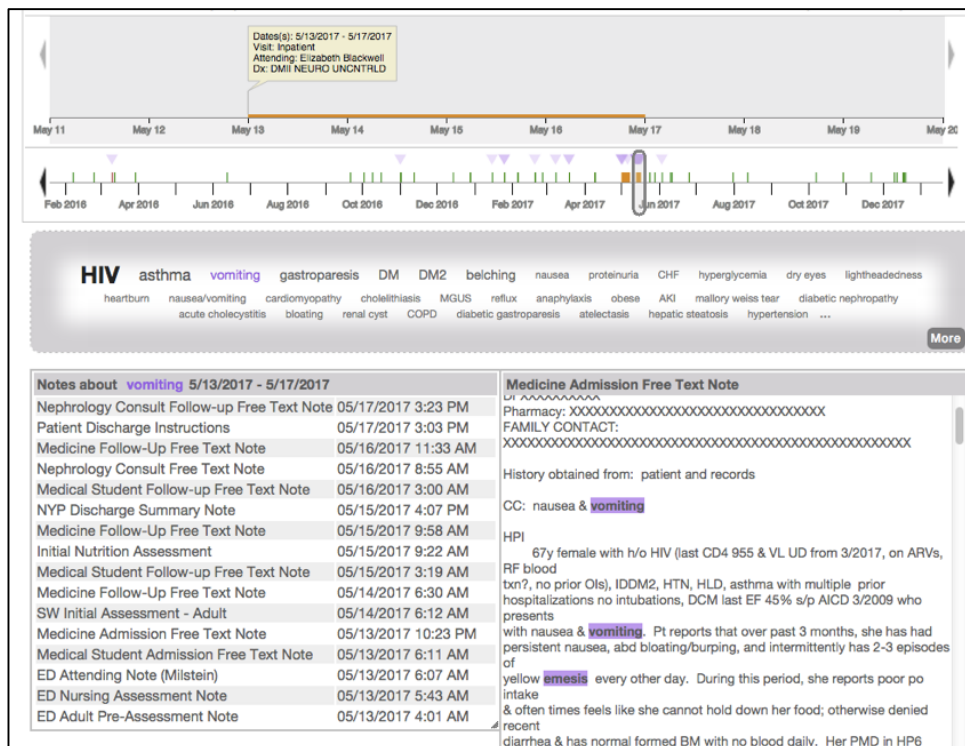 Dates(s): 5/13/2017 - 5/17/2017
Visit: Inpatient
Attending: Elizabeth Blackwell
Dx: DMII NEURO UNCNTRLD
May 11 May 12 May 13 May 14 May 15 May 16 May 17 May 18 May 19 May 20
Feb 2016 Apr 2016 Jun 2016 Aug 2016 Oct 2016 Dec 2016 Feb 2017 Apr 2017 Jun 2017 Aug 2017 Oct 2017 Dec 2017
HIV asthma vomiting gastroparesis DM DM2 belching nausea proteinuria CHF hyperglycemia dry eyes lightheadedness
heartburn nausea/vomiting cardiomyopathy cholelithiasis MGUS reflux anaphylaxis obese AKI mallory weiss tear diabetic nephropathy
acute cholecystitis bloating renal cyst COPD diabetic gastroparesis atelectasis hepatic steatosis hypertension ...
More
Notes about vomiting 5/13/2017 - 5/17/2017
Nephrology Consult Follow-up Free Text Note 05/17/2017 3:23 PM
Patient Discharge Instructions 05/17/2017 3:03 PM
Medicine Follow-Up Free Text Note 05/16/2017 11:33 AM
Nephrology Consult Free Text Note 05/16/2017 8:55 AM
Medical Student Follow-up Free Text Note 05/16/2017 3:00 AM
NYP Discharge Summary Note 05/15/2017 4:07 PM
Medicine Follow-Up Free Text Note 05/15/2017 9:58 AM
Initial Nutrition Assessment 05/15/2017 9:22 AM
Medical Student Follow-up Free Text Note 05/15/2017 3:19 AM
Medicine Follow-Up Free Text Note 05/14/2017 6:30 AM
SW Initial Assessment - Adult 05/14/2017 6:12 AM
Medicine Admission Free Text Note 05/13/2017 10:23 PM
Medical Student Admission Free Text Note 05/13/2017 6:11 AM
ED Attending Note (Milstein) 05/13/2017 6:07 AM
ED Nursing Assessment Note 05/13/2017 5:43 AM
ED Adult Pre-Assessment Note 05/13/2017 4:01 AM
Medicine Admission Free Text Note
Dr XXXXXXXXXX
Pharmacy: XXXXXXXXXXXXXXXXXXXXXXXXXXXXXXXX
FAMILY CONTACT:
XXXXXXXXXXXXXXXXXXXXXXXXXXXXXXXXXXXXXXXXXXXXXXXXXXX
History obtained from: patient and records
CC: nausea & vomiting
HPI
67y female with h/o HIV (last CD4 955 & VL UD from 3/2017, on ARVs,
RF blood
txn?, no prior OIs), IDDM2, HTN, HLD, asthma with multiple prior
hospitalizations no intubations, DCM last EF 45% s/p AICD 3/2009 who
presents
with nausea & vomiting. Pt reports that over past 3 months, she has had
persistent nausea, abd bloating/burping, and intermittently has 2-3 episodes
of
yellow emesis every other day. During this period, she reports poor po
intake
& often times feels like she cannot hold down her food; otherwise denied
recent
diarrhea & has normal formed BM with no blood daily. Her PMD in HP6